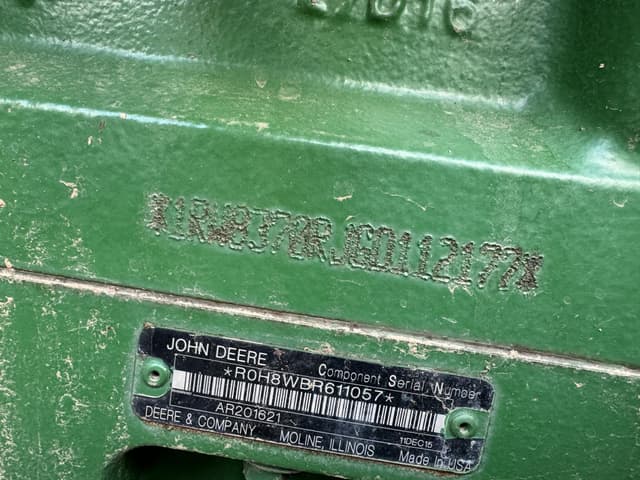 *1RW8370RJGD112177*
JOHN DEERE Component Serial Number
*R0H8WBR611057*
AR201621
DEERE & COMPANY MOLINE, ILLINOIS 11DEC15
Made In USA